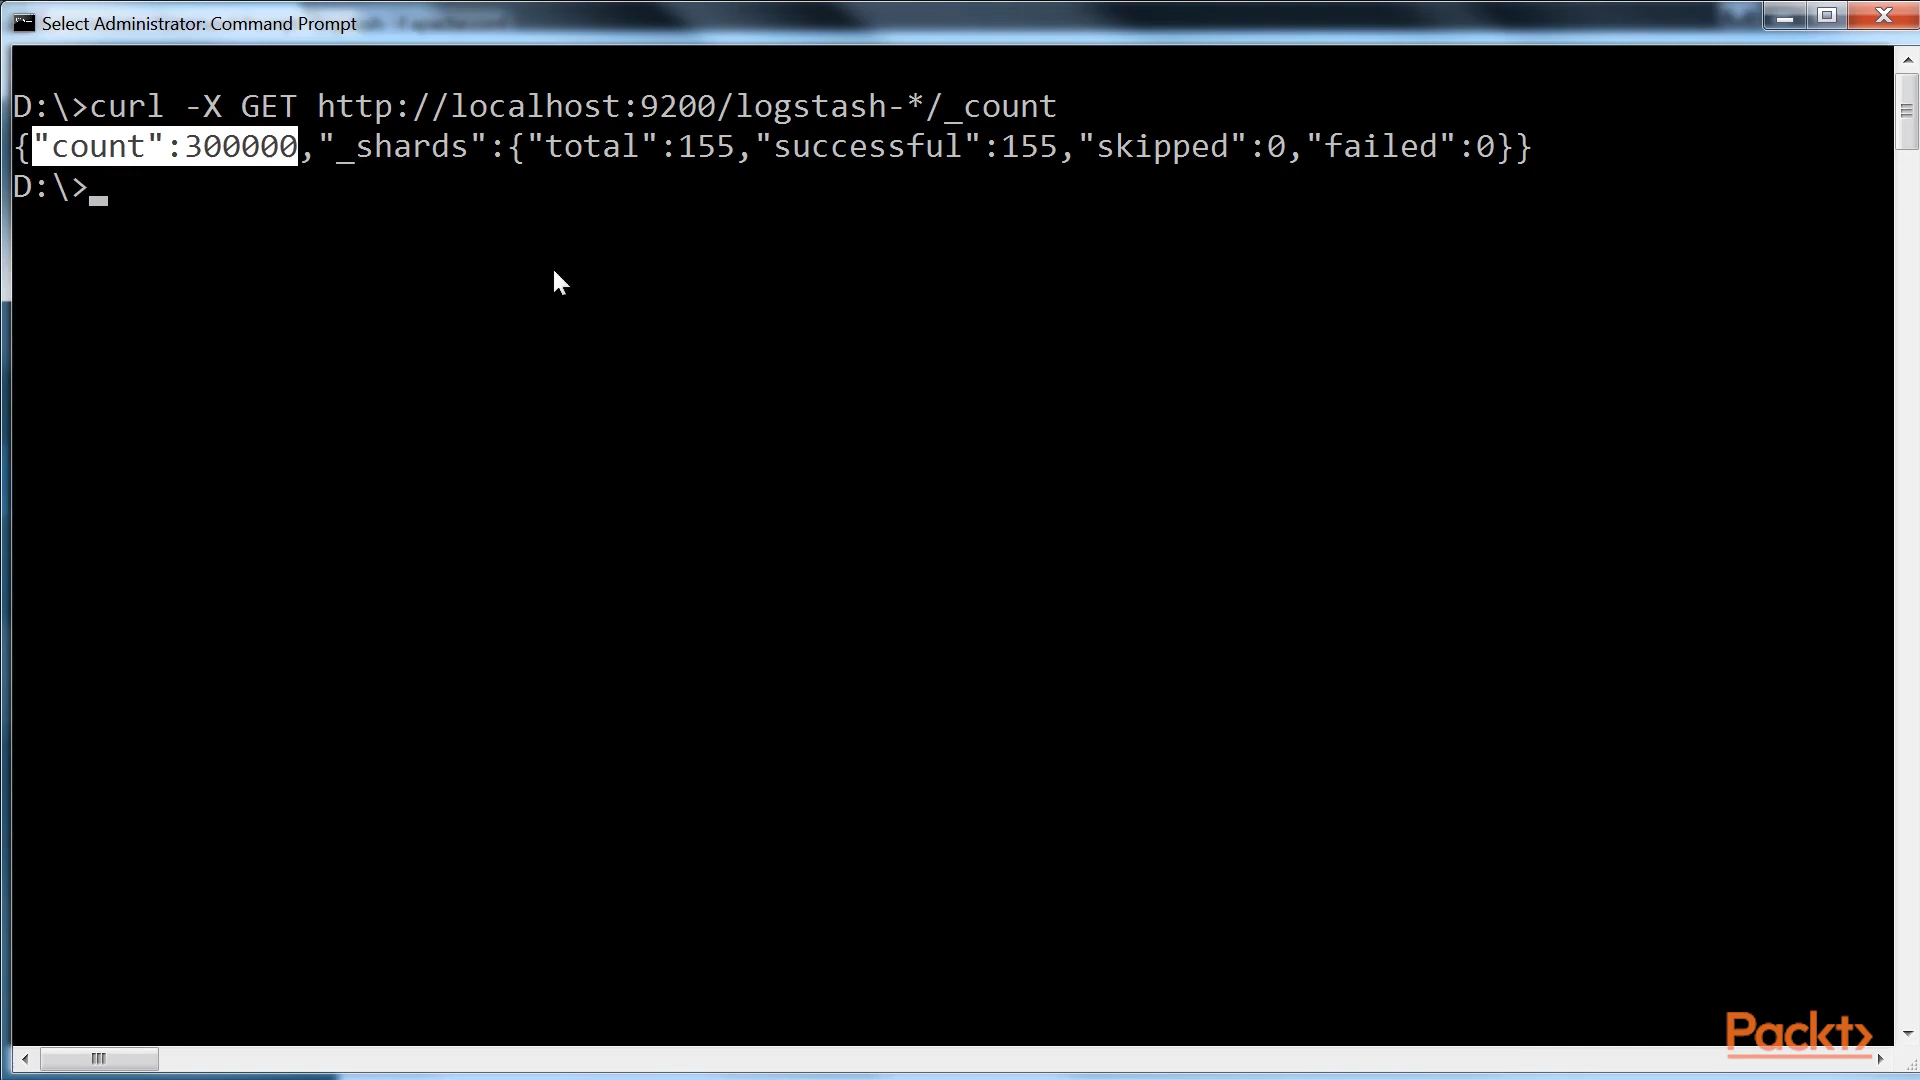 Select Administrator: Command Prompt
D:\>curl -X GET http://localhost:9200/logstash-*/_count
{"count":300000,"_shards":{"total":155,"successful":155,"skipped":0,"failed":0}}
D:\>
Packt>